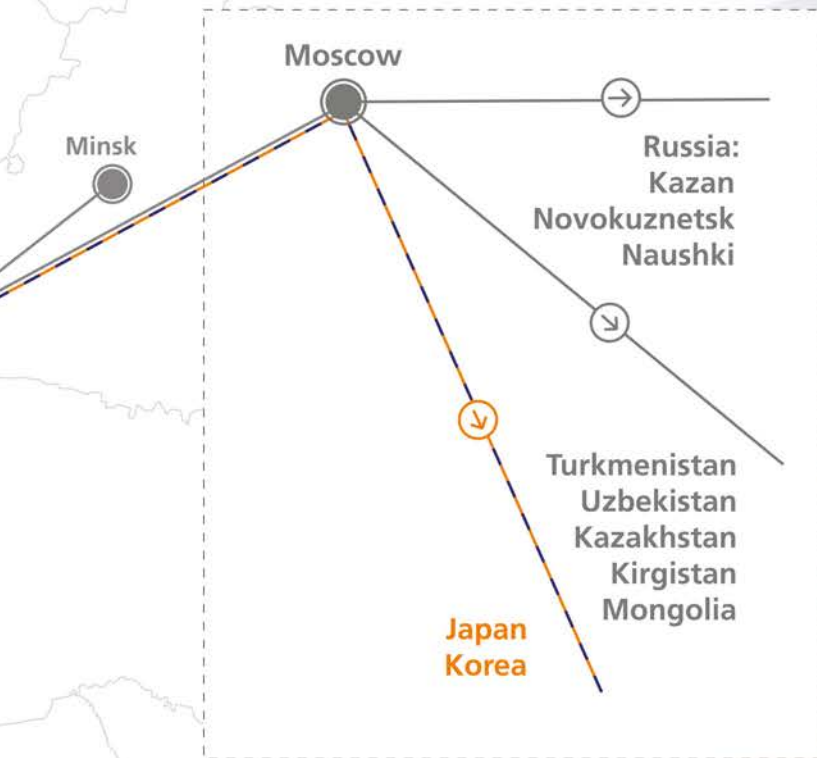 Moscow
Minsk
Russia:
Kazan
Novokuznetsk
Naushki
Turkmenistan
Uzbekistan
Kazakhstan
Kirgistan
Mongolia
Japan
Korea